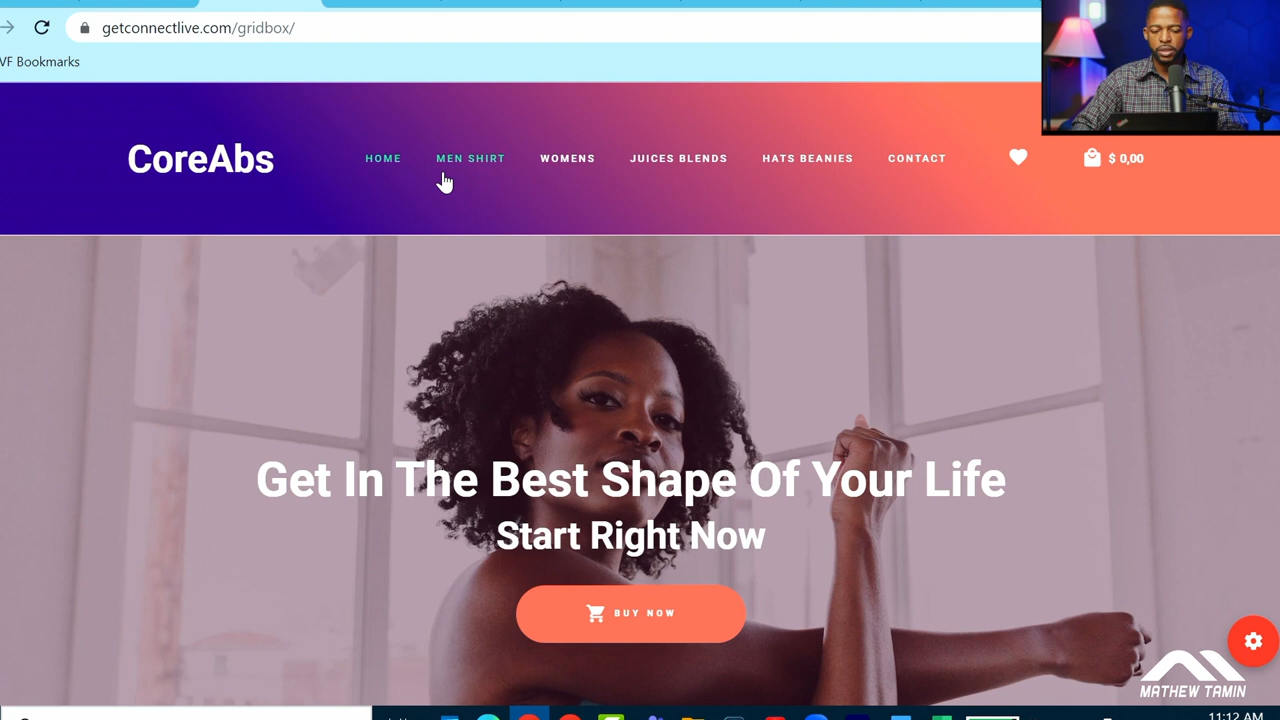 getconnectlive.com/gridbox/
VF Bookmarks
CoreAbs
HOME
MEN SHIRT
WOMENS
JUICES BLENDS
HATS BEANIES
CONTACT
$ 0,00
Get In The Best Shape Of Your Life
Start Right Now
BUY NOW
MATHEW TAMIN
11:12 AM